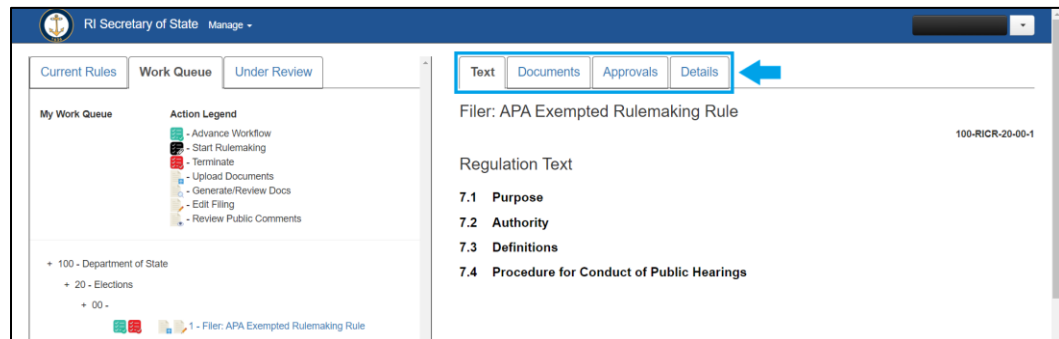 RI Secretary of State Manage
Current Rules Work Queue Under Review
My Work Queue Action Legend
- Advance Workflow
- Start Rulemaking
- Terminate
- Upload Documents
- Generate/Review Docs
- Edit Filing
- Review Public Comments
+ 100 - Department of State
+ 20 - Elections
+ 00 -
1 - Filer: APA Exempted Rulemaking Rule
Text Documents Approvals Details
Filer: APA Exempted Rulemaking Rule
100-RICR-20-00-1
Regulation Text
7.1 Purpose
7.2 Authority
7.3 Definitions
7.4 Procedure for Conduct of Public Hearings